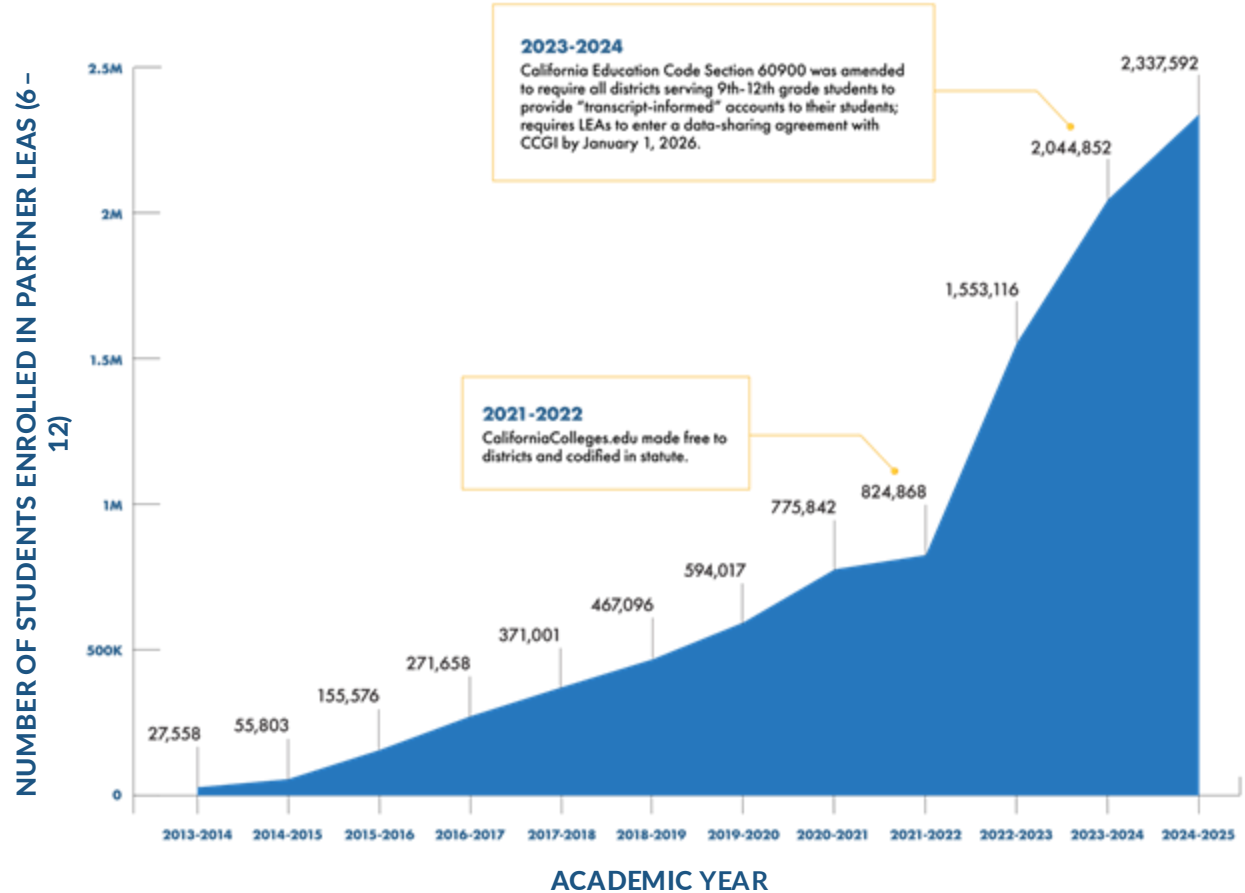 NUMBER OF STUDENTS ENROLLED IN PARTNER LEAS (6–
12)
2.5M
2M
1.5M
1M
500K
0
2023-2024
California Education Code Section 60900 was amended
to require all districts serving 9th-12th grade students to
provide “transcript-informed” accounts to their students;
requires LEAs to enter a data-sharing agreement with
CCGI by January 1, 2026.
2021-2022
CaliforniaColleges.edu made free to
districts and codified in statute.
27,558
55,803
155,576
271,658
371,001
467,096
594,017
775,842
824,868
1,553,116
2,044,852
2,337,592
2013-2014
2014-2015
2015-2016
2016-2017
2017-2018
2018-2019
2019-2020
2020-2021
2021-2022
2022-2023
2023-2024
2024-2025
ACADEMIC YEAR